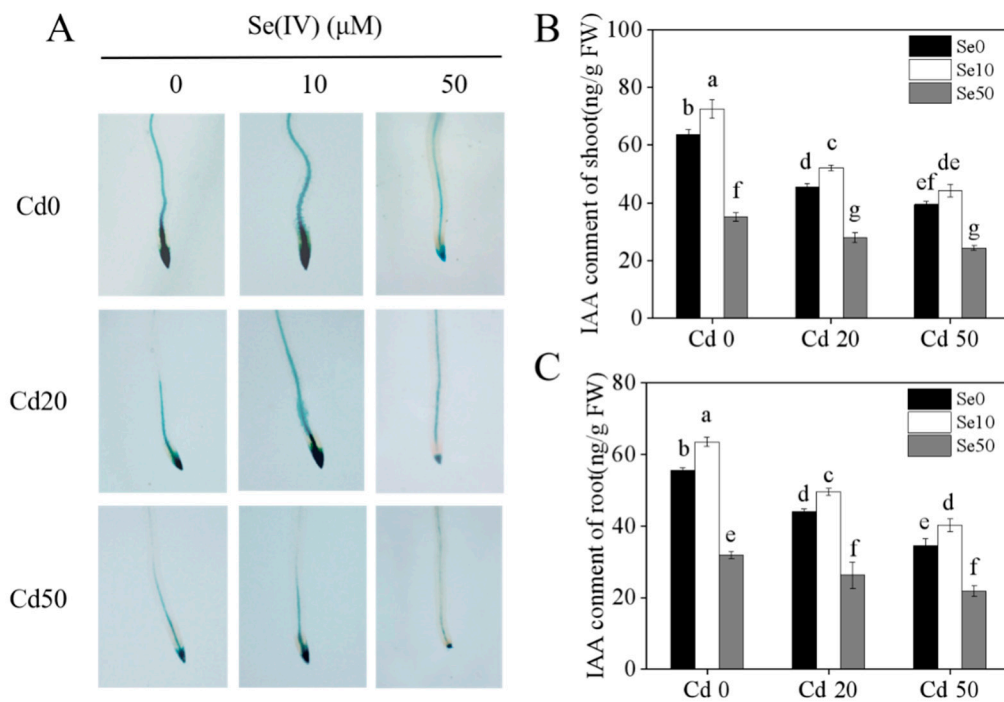 A
Se(IV) (μM)
0 10 50
Cd0
Cd20
Cd50
B
IAA conment of shoot(ng/g FW)
80
60
40
20
0
Se0
Se10
Se50
b a f
d c g
ef de g
Cd 0 Cd 20 Cd 50
C
IAA conment of root(ng/g FW)
80
60
40
20
0
Se0
Se10
Se50
b a e
d c f
e d f
Cd 0 Cd 20 Cd 50